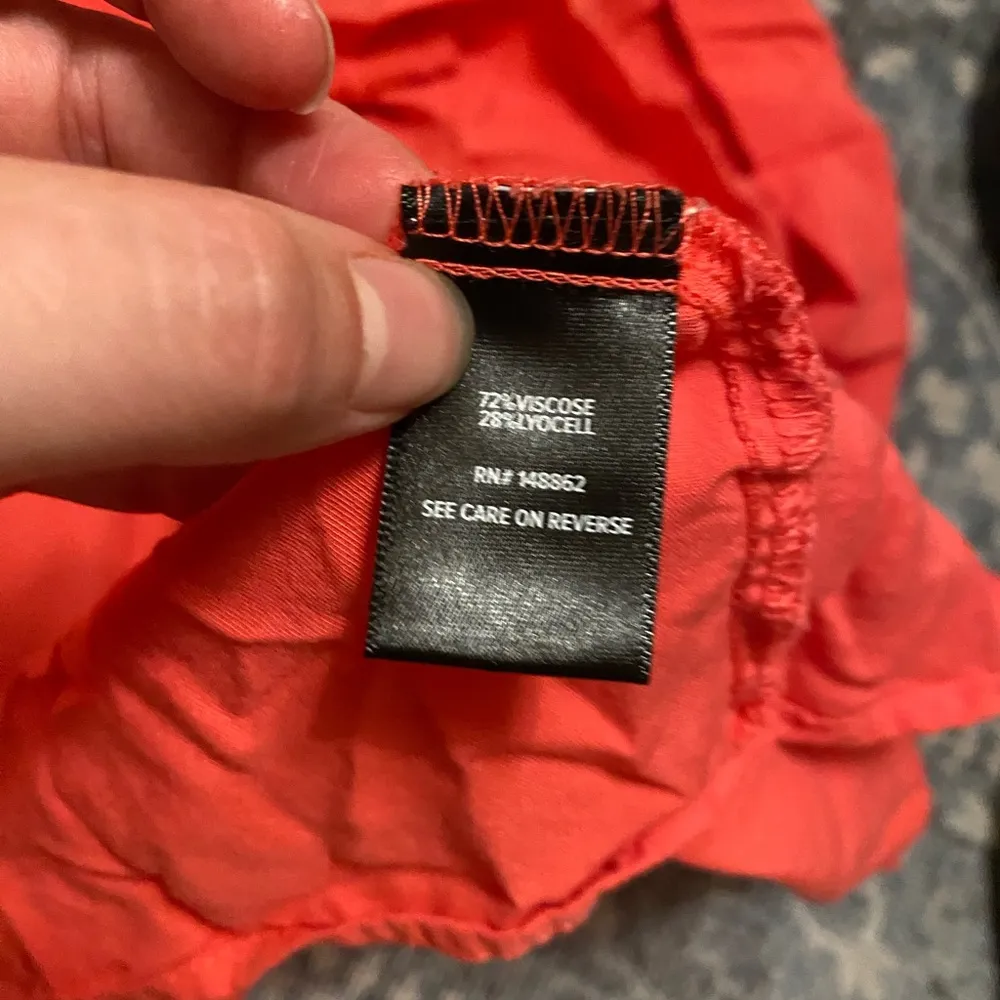 72%VISCOSE
28%LYOCELL
RN# 148862
SEE CARE ON REVERSE